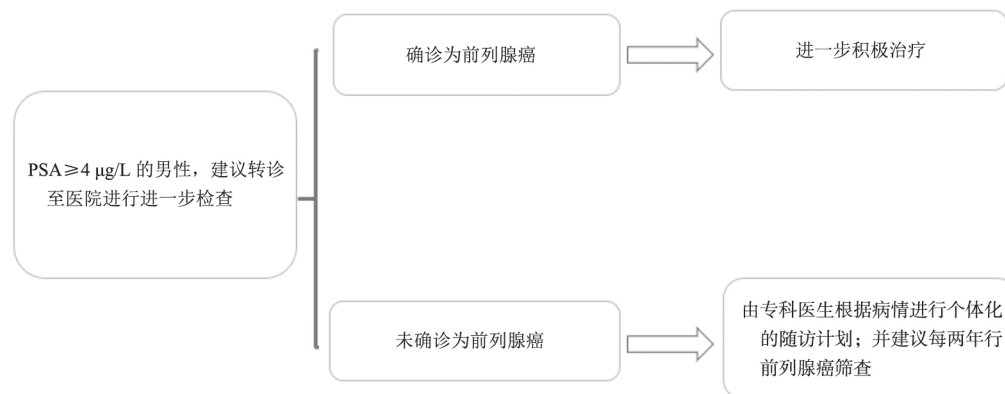 确诊为前列腺癌
进一步积极治疗
PSA≥4 μg/L 的男性，建议转诊
至医院进行进一步检查
未确诊为前列腺癌
由专科医生根据病情进行个体化
的随访计划；并建议每两年行
前列腺癌筛查